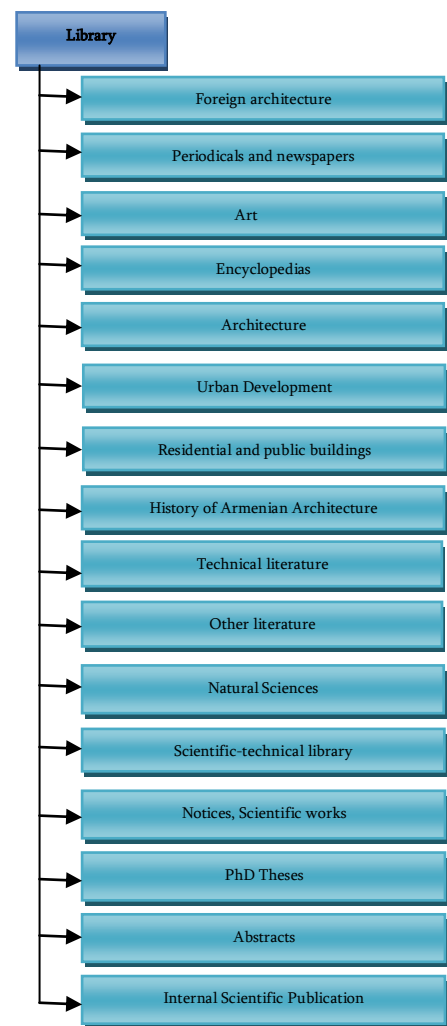 Library
Foreign architecture
Periodicals and newspapers
Art
Encyclopedias
Architecture
Urban Development
Residential and public buildings
History of Armenian Architecture
Technical literature
Other literature
Natural Sciences
Scientific-technical library
Notices, Scientific works
PhD Theses
Abstracts
Internal Scientific Publication